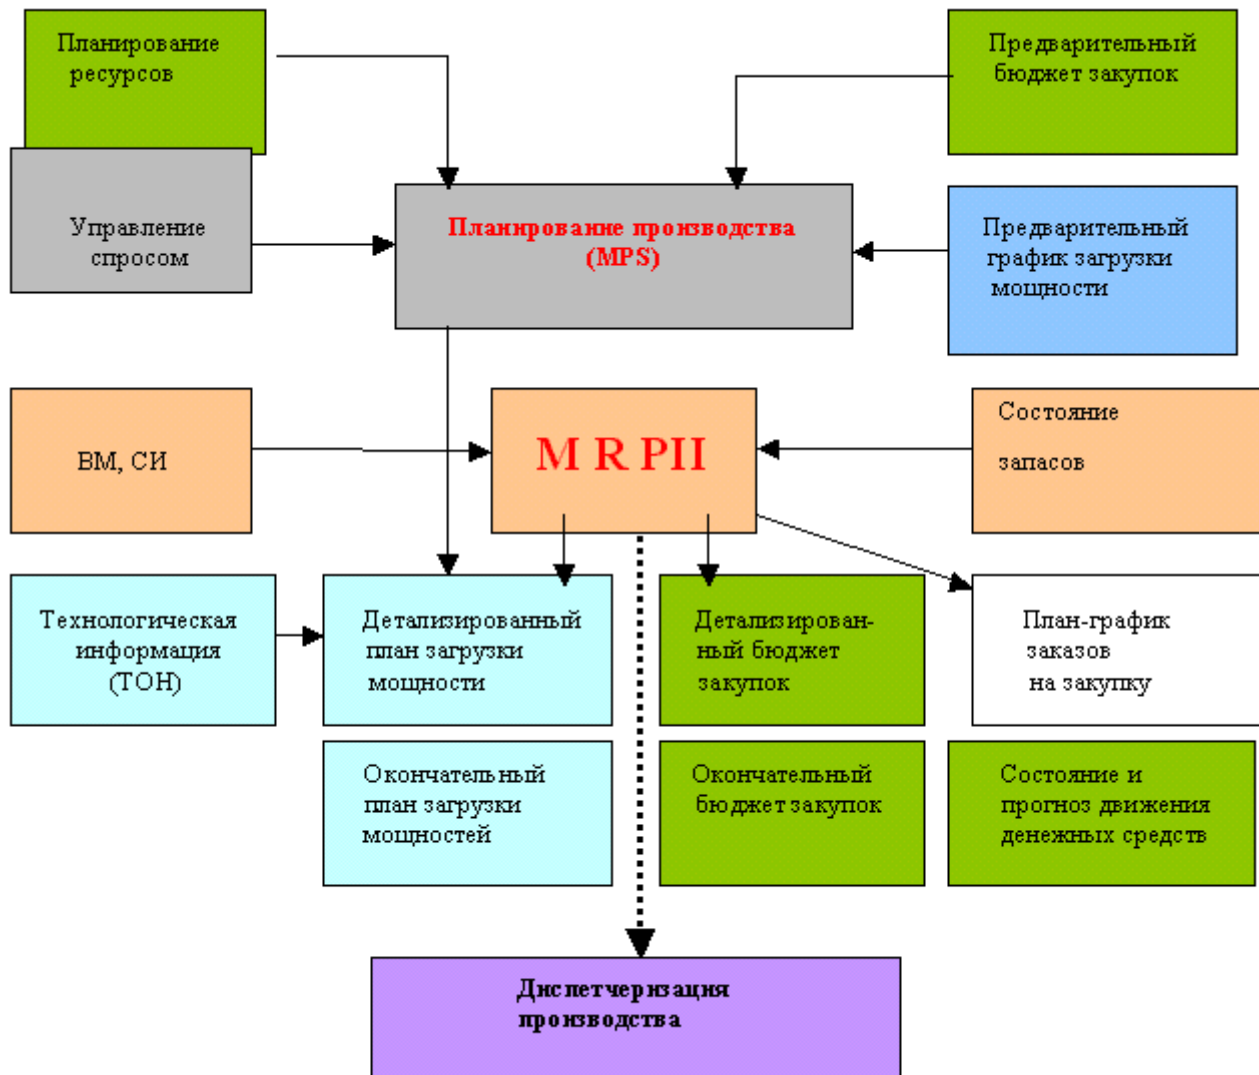 Планирование
ресурсов
Предварительный
бюджет закупок
Управление
спросом
Планирование производства
(MPS)
Предварительный
график загрузки
мощности
ВМ, СИ
M R PII
Состояние
запасов
Технологическая
информация
(ТОН)
Детализированный
план загрузки
мощности
Детализирован-
ный бюджет
закупок
План-график
заказов
на закупку
Окончательный
план загрузки
мощностей
Окончательный
бюджет закупок
Состояние и
прогноз движения
денежных средств
Диспетчеризация
производства